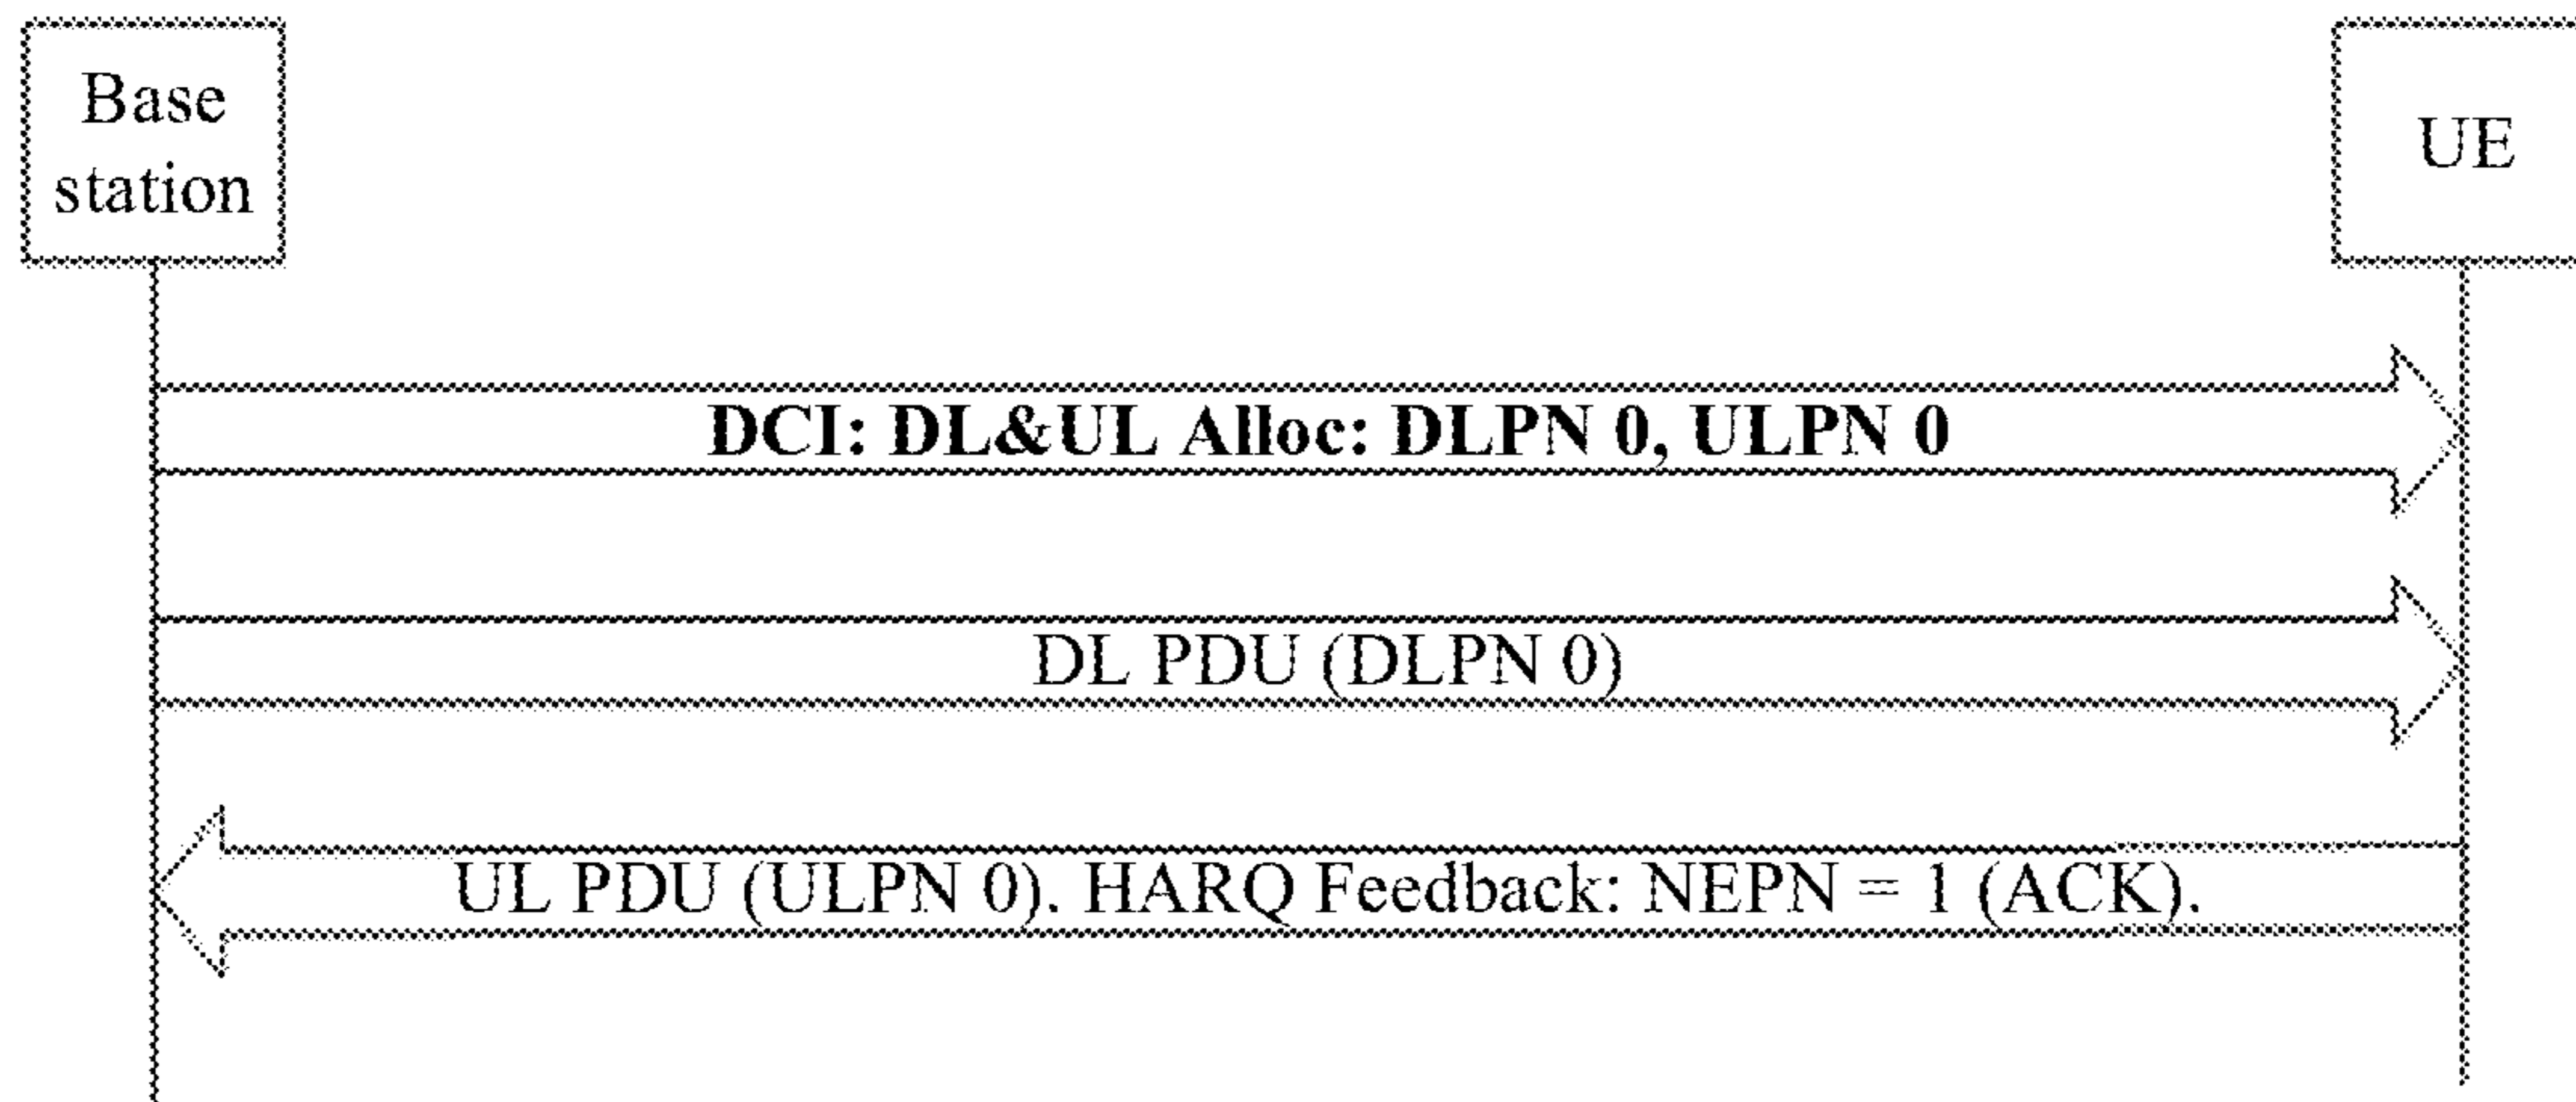 Base
station
UE
DCI: DL&UL Alloc: DLPN 0, ULPN 0
DL PDU (DLPN 0)
UL PDU (ULPN 0). HARQ Feedback: NEPN = 1 (ACK).